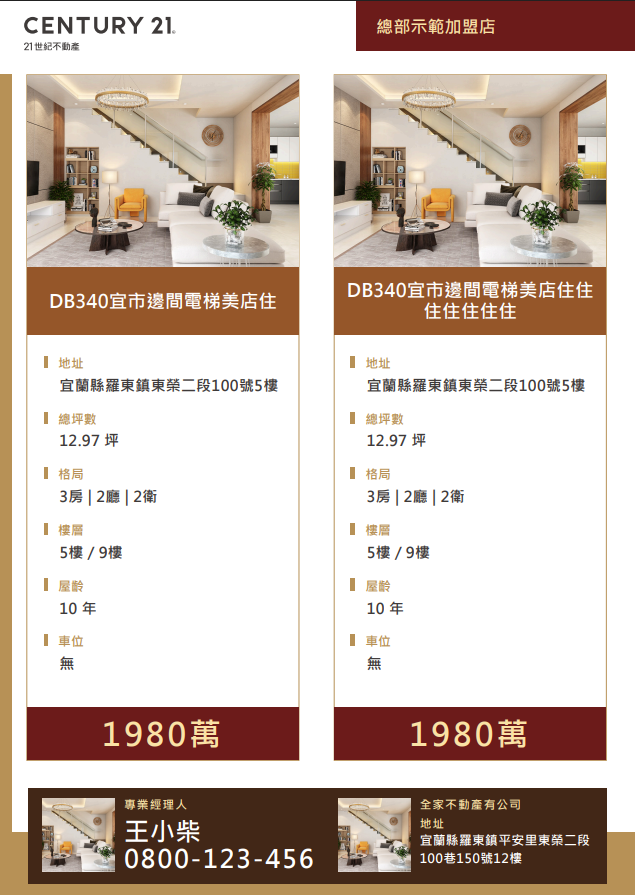 CENTURY 21®
21世紀不動產
總部示範加盟店
DB340宜市邊間電梯美店住
地址
宜蘭縣羅東鎮東榮二段100號5樓
總坪數
12.97 坪
格局
3房 | 2廳 | 2衛
樓層
5樓 / 9樓
屋齡
10 年
車位
無
1980萬
DB340宜市邊間電梯美店住住
住住住住住
地址
宜蘭縣羅東鎮東榮二段100號5樓
總坪數
12.97 坪
格局
3房 | 2廳 | 2衛
樓層
5樓 / 9樓
屋齡
10 年
車位
無
1980萬
專業經理人
王小柴
0800-123-456
全家不動產有公司
地址
宜蘭縣羅東鎮平安里東榮二段
100巷150號12樓